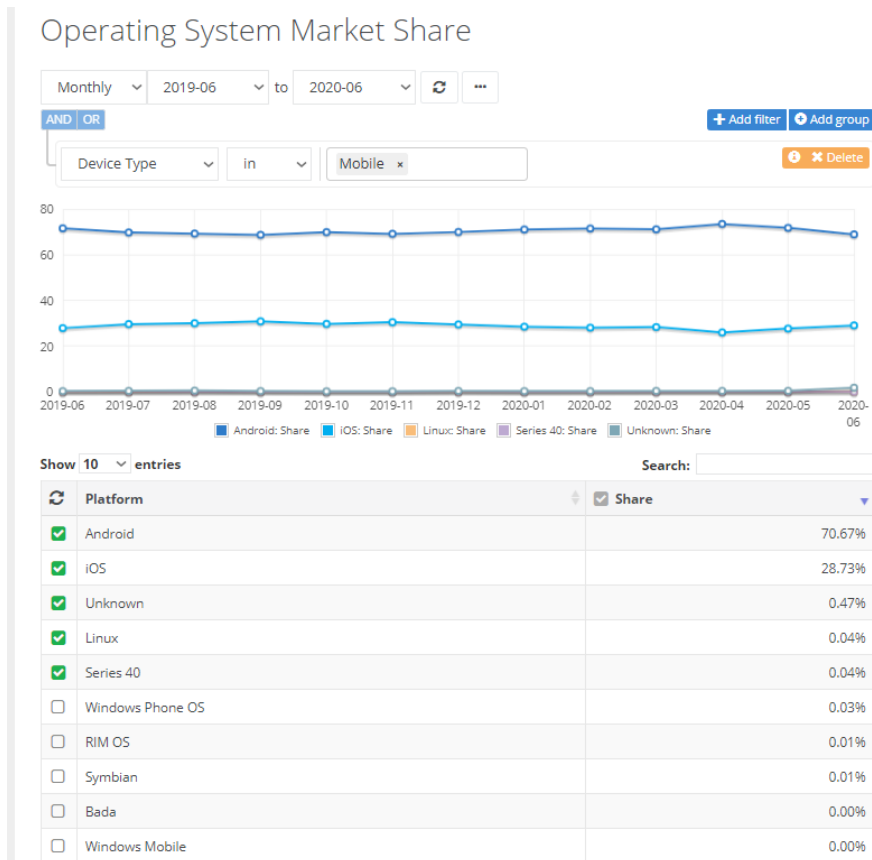 Operating System Market Share
Monthly 2019-06 to 2020-06 ...
AND OR + Add filter Add group
Device Type in Mobile × Delete
80
60
40
20
0
2019-06 2019-07 2019-08 2019-09 2019-10 2019-11 2019-12 2020-01 2020-02 2020-03 2020-04 2020-05 2020-06
Android: Share iOS: Share Linux: Share Series 40: Share Unknown: Share
Show 10 entries Search:
Platform Share
Android 70.67%
iOS 28.73%
Unknown 0.47%
Linux 0.04%
Series 40 0.04%
Windows Phone OS 0.03%
RIM OS 0.01%
Symbian 0.01%
Bada 0.00%
Windows Mobile 0.00%